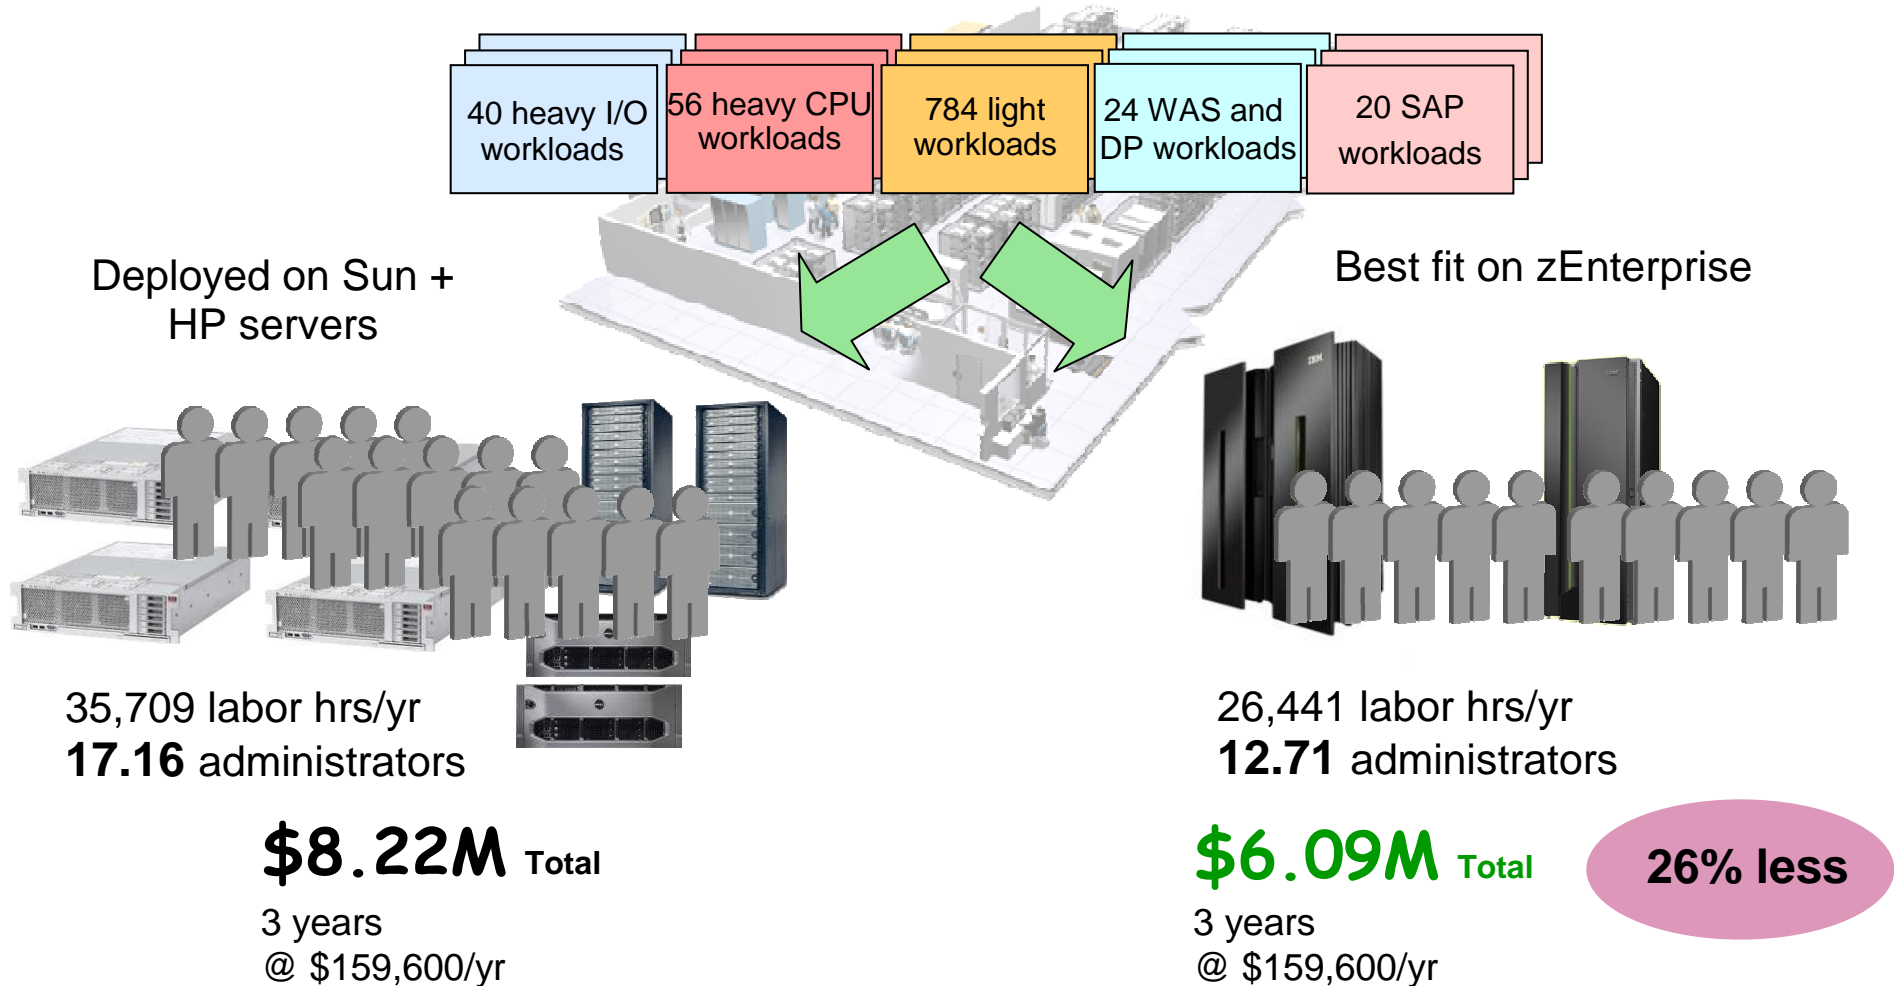 40 heavy I/O
workloads
56 heavy CPU
workloads
784 light
workloads
24 WAS and
DP workloads
20 SAP
workloads
Deployed on Sun +
HP servers
Best fit on zEnterprise
IBM
35,709 labor hrs/yr
17.16 administrators
$8.22M Total
3 years
@ $159,600/yr
26,441 labor hrs/yr
12.71 administrators
$6.09M Total
3 years
@ $159,600/yr
26% less